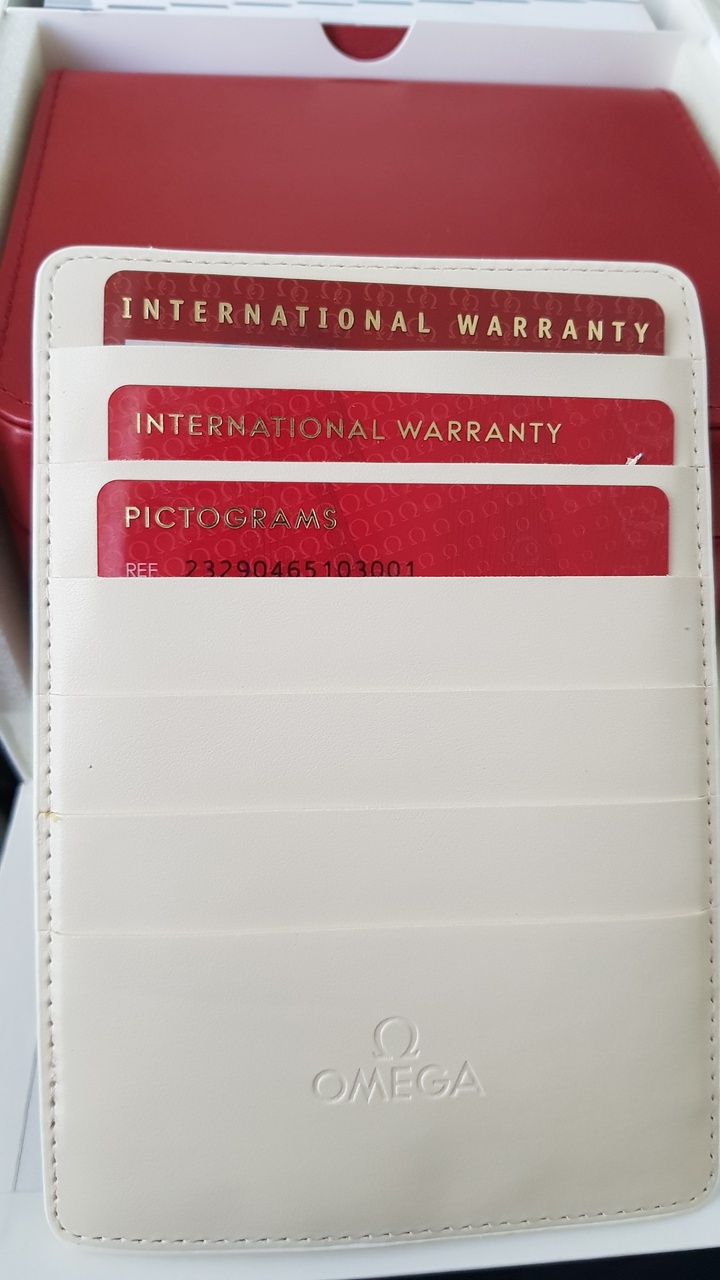 INTERNATIONAL WARRANTY
INTERNATIONAL WARRANTY
PICTOGRAMS
REF. 23290465103001
Ω
OMEGA